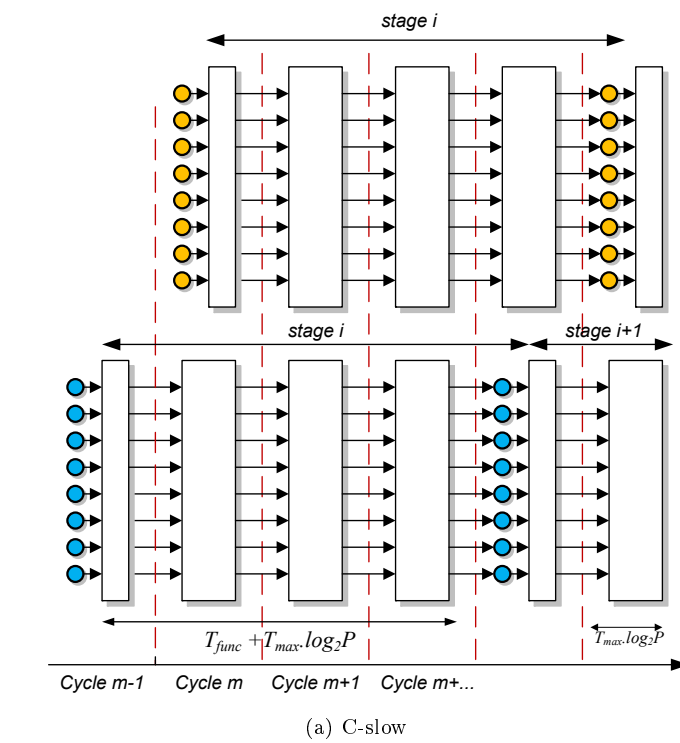 stage i
stage i
stage i+1
T_func +T_max.log_2P
T_max.log_2P
Cycle m-1
Cycle m
Cycle m+1
Cycle m+...
(a) C-slow